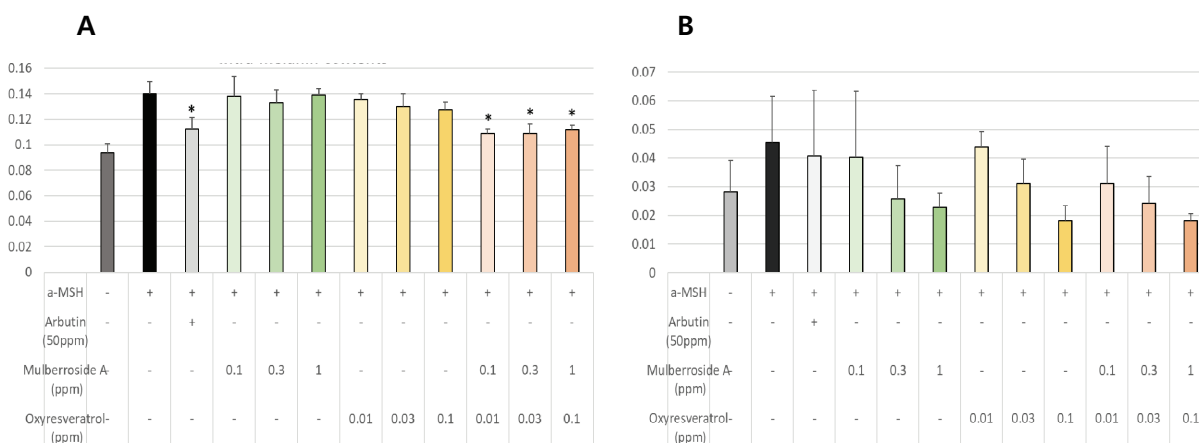 A
B
0.16
0.14
0.12
0.1
0.08
0.06
0.04
0.02
0
* * * *
a-MSH - + + + + + + + + + + +
Arbutin - - + - - - - - - - - -
(50ppm)
Mulberroside A- - - 0.1 0.3 1 - - - 0.1 0.3 1
(ppm)
Oxyresveratrol- - - - - - 0.01 0.03 0.1 0.01 0.03 0.1
(ppm)
0.07
0.06
0.05
0.04
0.03
0.02
0.01
0
a-MSH - + + + + + + + + + + +
Arbutin - - + - - - - - - - - -
(50ppm)
Mulberroside A- - - 0.1 0.3 1 - - - 0.1 0.3 1
(ppm)
Oxyresveratrol- - - - - - 0.01 0.03 0.1 0.01 0.03 0.1
(ppm)